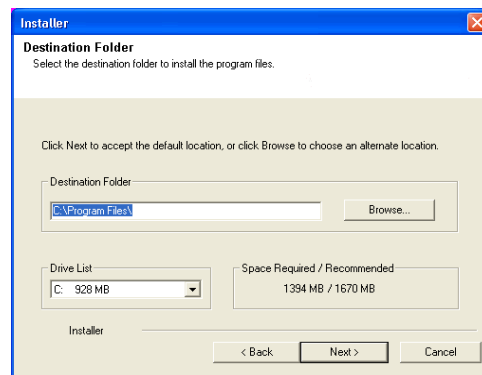 Installer
Destination Folder
Select the destination folder to install the program files.
Click Next to accept the default location, or click Browse to choose an alternate location.
Destination Folder
C:\Program Files\
Browse...
Drive List
Space Required / Recommended
C: 928 MB
1394 MB / 1670 MB
Installer
< Back
Next >
Cancel